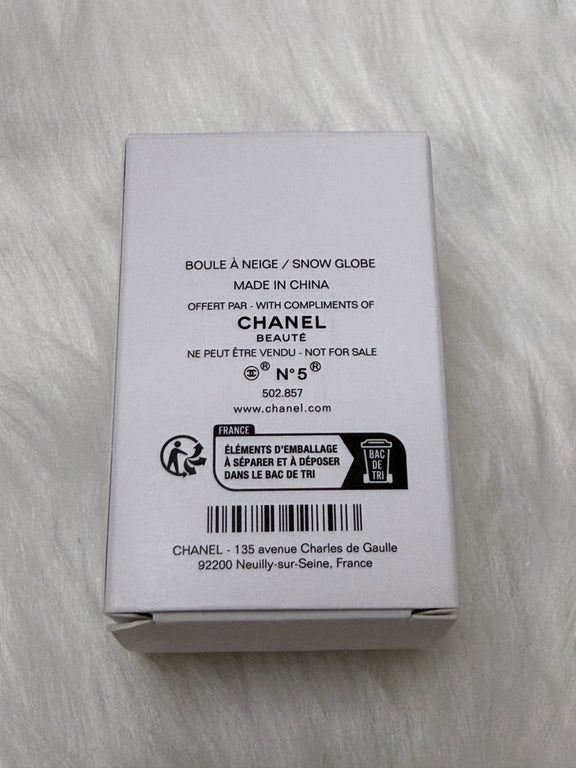 BOULE À NEIGE / SNOW GLOBE
MADE IN CHINA
OFFERT PAR - WITH COMPLIMENTS OF
CHANEL
BEAUTÉ
NE PEUT ÊTRE VENDU - NOT FOR SALE
® N°5®
502.857
www.chanel.com
FRANCE
ÉLÉMENTS D'EMBALLAGE
À SÉPARER ET À DÉPOSER
DANS LE BAC DE TRI
BAC
DE
TRI
CHANEL - 135 avenue Charles de Gaulle
92200 Neuilly-sur-Seine, France